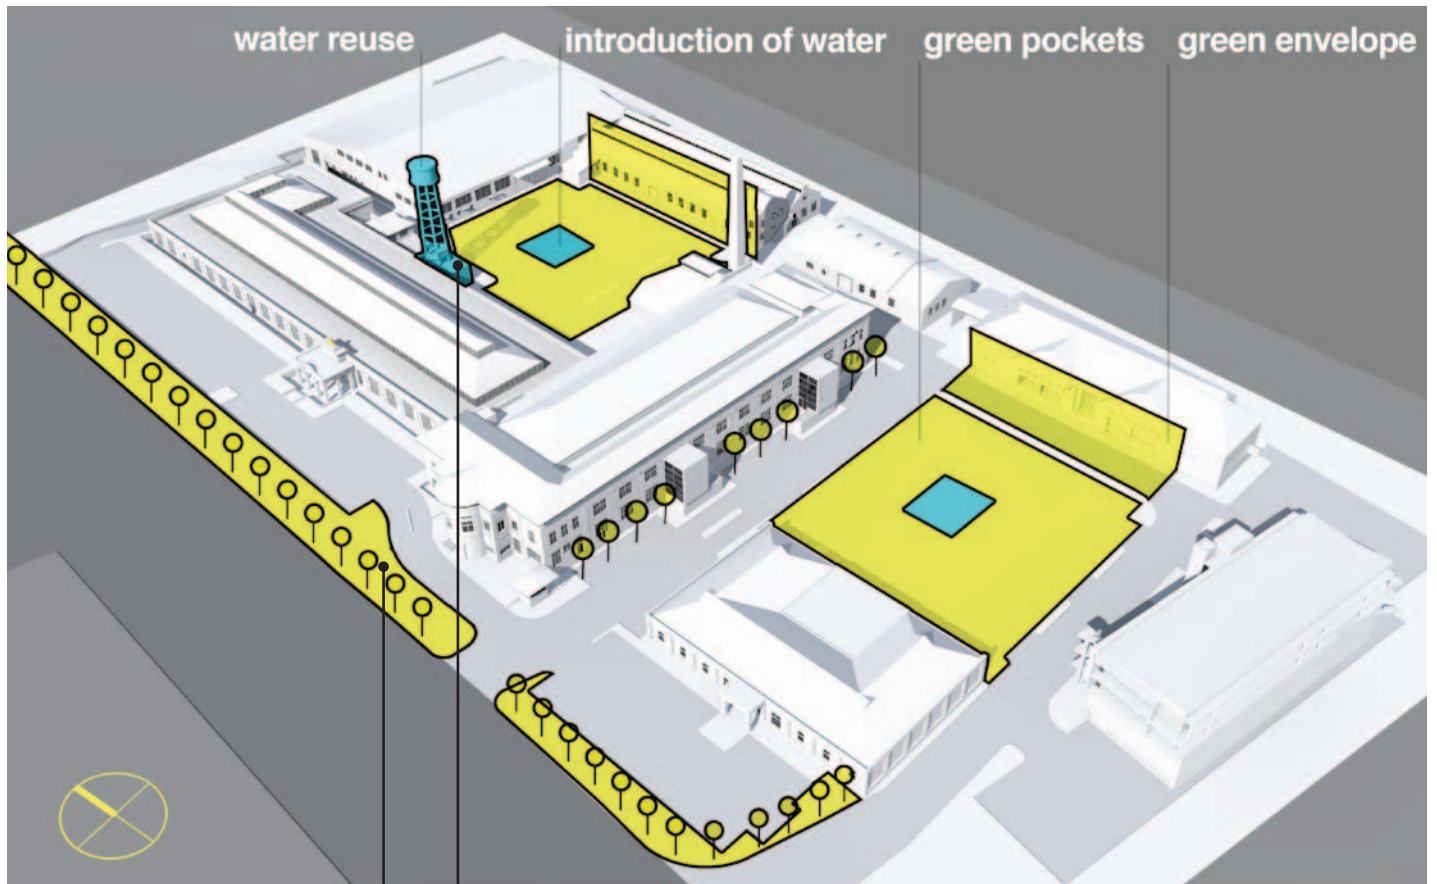 water reuse
introduction of water
green pockets
green envelope